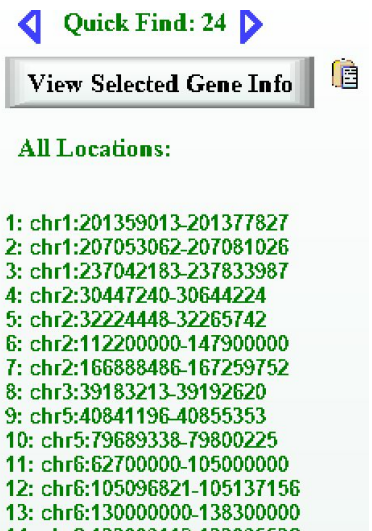 Quick Find: 24
View Selected Gene Info
All Locations:
1: chr1:201359013-201377827
2: chr1:207053062-207081026
3: chr1:237042183-237833987
4: chr2:30447240-30644224
5: chr2:32224448-32265742
6: chr2:112200000-147900000
7: chr2:166888486-167259752
8: chr3:39183213-39192620
9: chr5:40841196-40855353
10: chr5:79689338-79800225
11: chr6:62700000-105000000
12: chr6:105096821-105137156
13: chr6:130000000-138300000